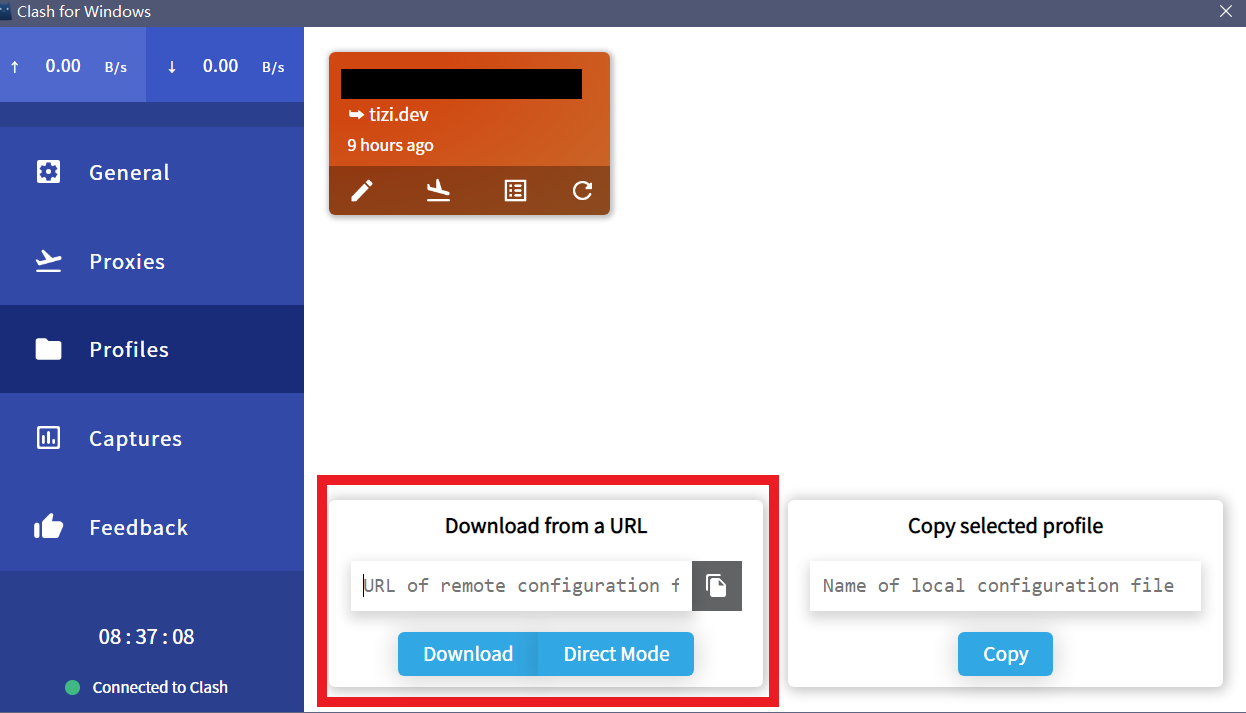 Clash for Windows
↑ 0.00 B/s ↓ 0.00 B/s
General
Proxies
Profiles
Captures
Feedback
08 : 37 : 08
Connected to Clash
tizi.dev
9 hours ago
Download from a URL
URL of remote configuration f
Download Direct Mode
Copy selected profile
Name of local configuration file
Copy